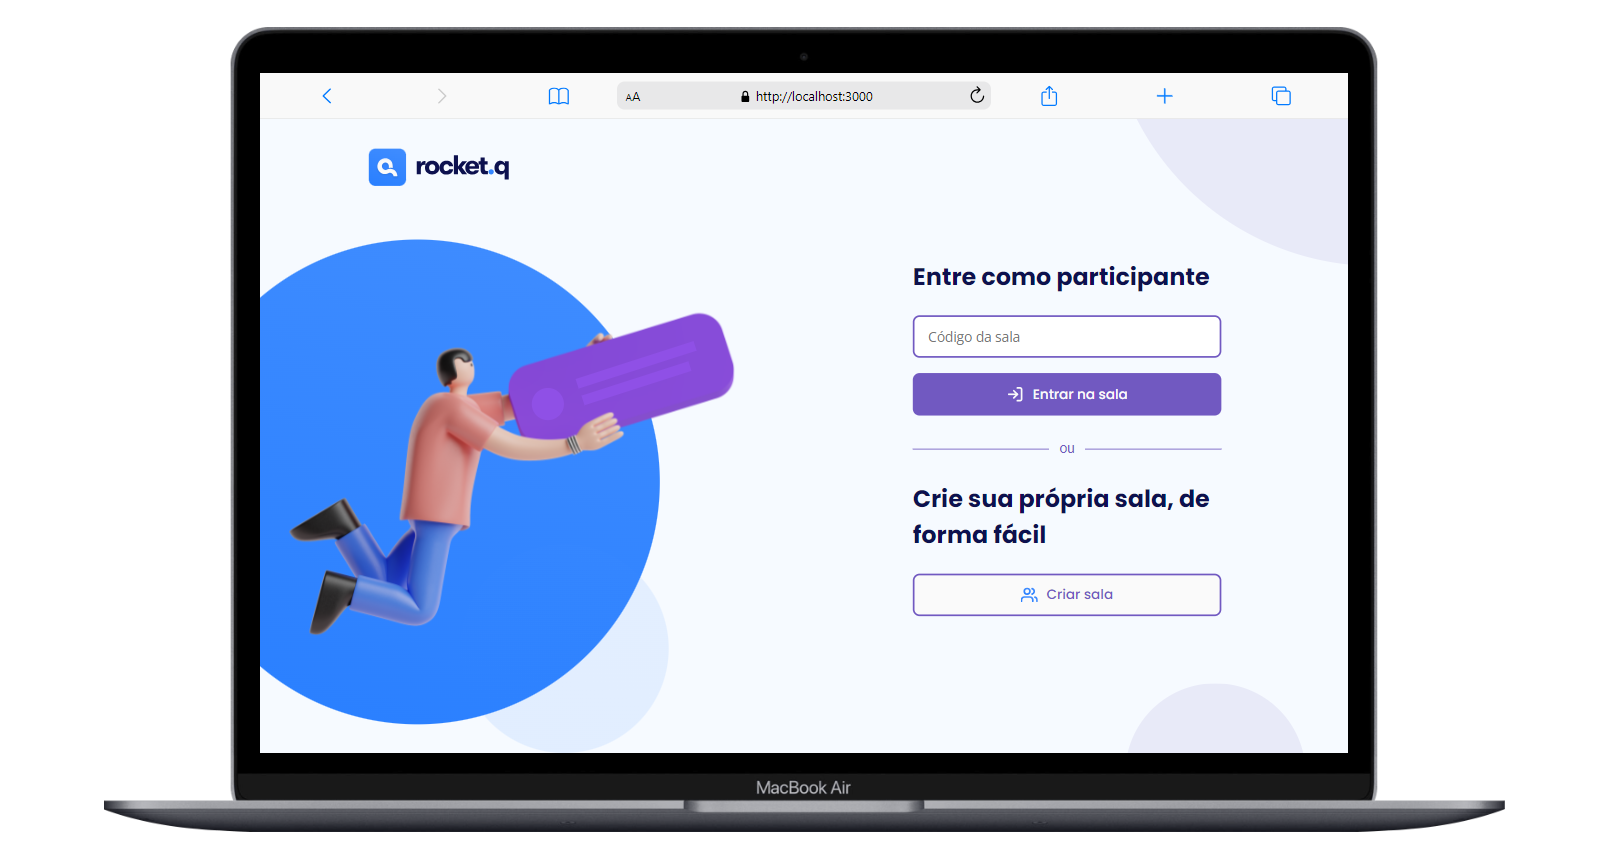 AA
http://localhost:3000
rocket.q
Entre como participante
Código da sala
Entrar na sala
ou
Crie sua própria sala, de
forma fácil
Criar sala
MacBook Air